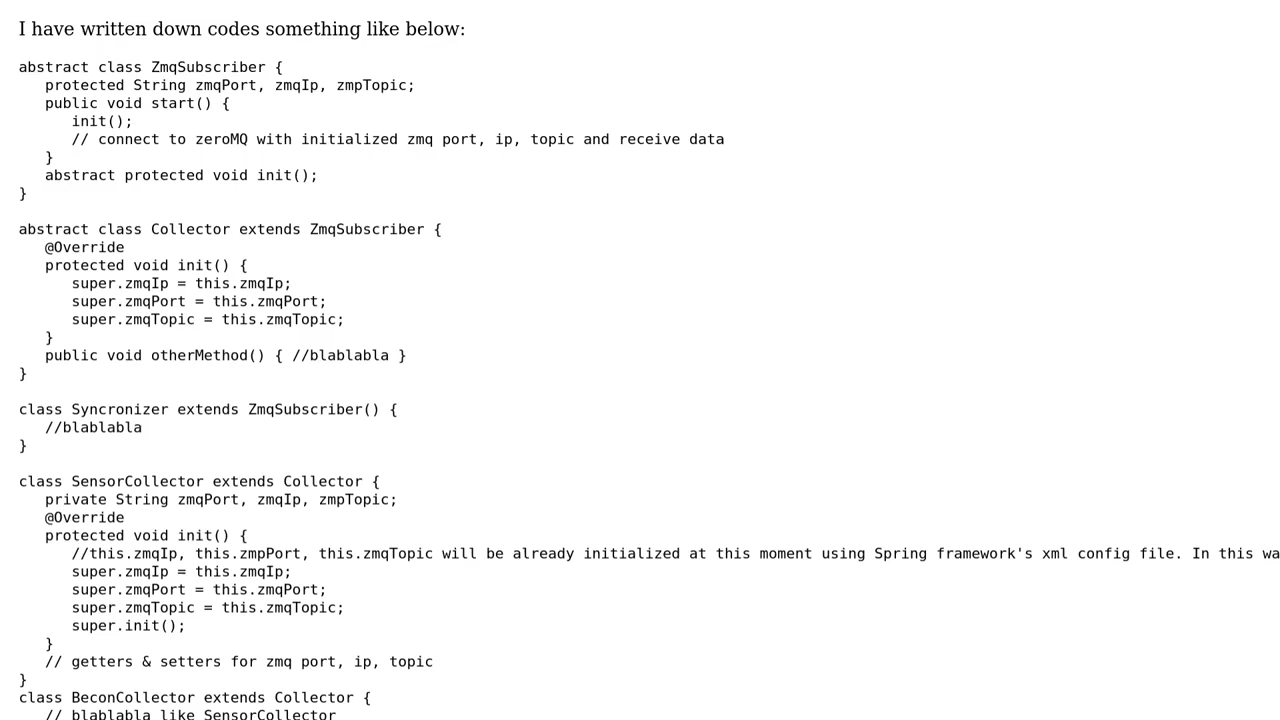 I have written down codes something like below:
abstract class ZmqSubscriber {
   protected String zmqPort, zmqIp, zmpTopic;
   public void start() {
      init();
      // connect to zeroMQ with initialized zmq port, ip, topic and receive data
   }
   abstract protected void init();
}

abstract class Collector extends ZmqSubscriber {
   @Override
   protected void init() {
      super.zmqIp = this.zmqIp;
      super.zmqPort = this.zmqPort;
      super.zmqTopic = this.zmqTopic;
   }
   public void otherMethod() { //blablabla }
}

class Syncronizer extends ZmqSubscriber() {
   //blablabla
}

class SensorCollector extends Collector {
   private String zmqPort, zmqIp, zmpTopic;
   @Override
   protected void init() {
      //this.zmqIp, this.zmpPort, this.zmqTopic will be already initialized at this moment using Spring framework's xml config file. In this wa
      super.zmqIp = this.zmqIp;
      super.zmqPort = this.zmqPort;
      super.zmqTopic = this.zmqTopic;
      super.init();
   }
   // getters & setters for zmq port, ip, topic
}
class BeconCollector extends Collector {
   // blablabla like SensorCollector